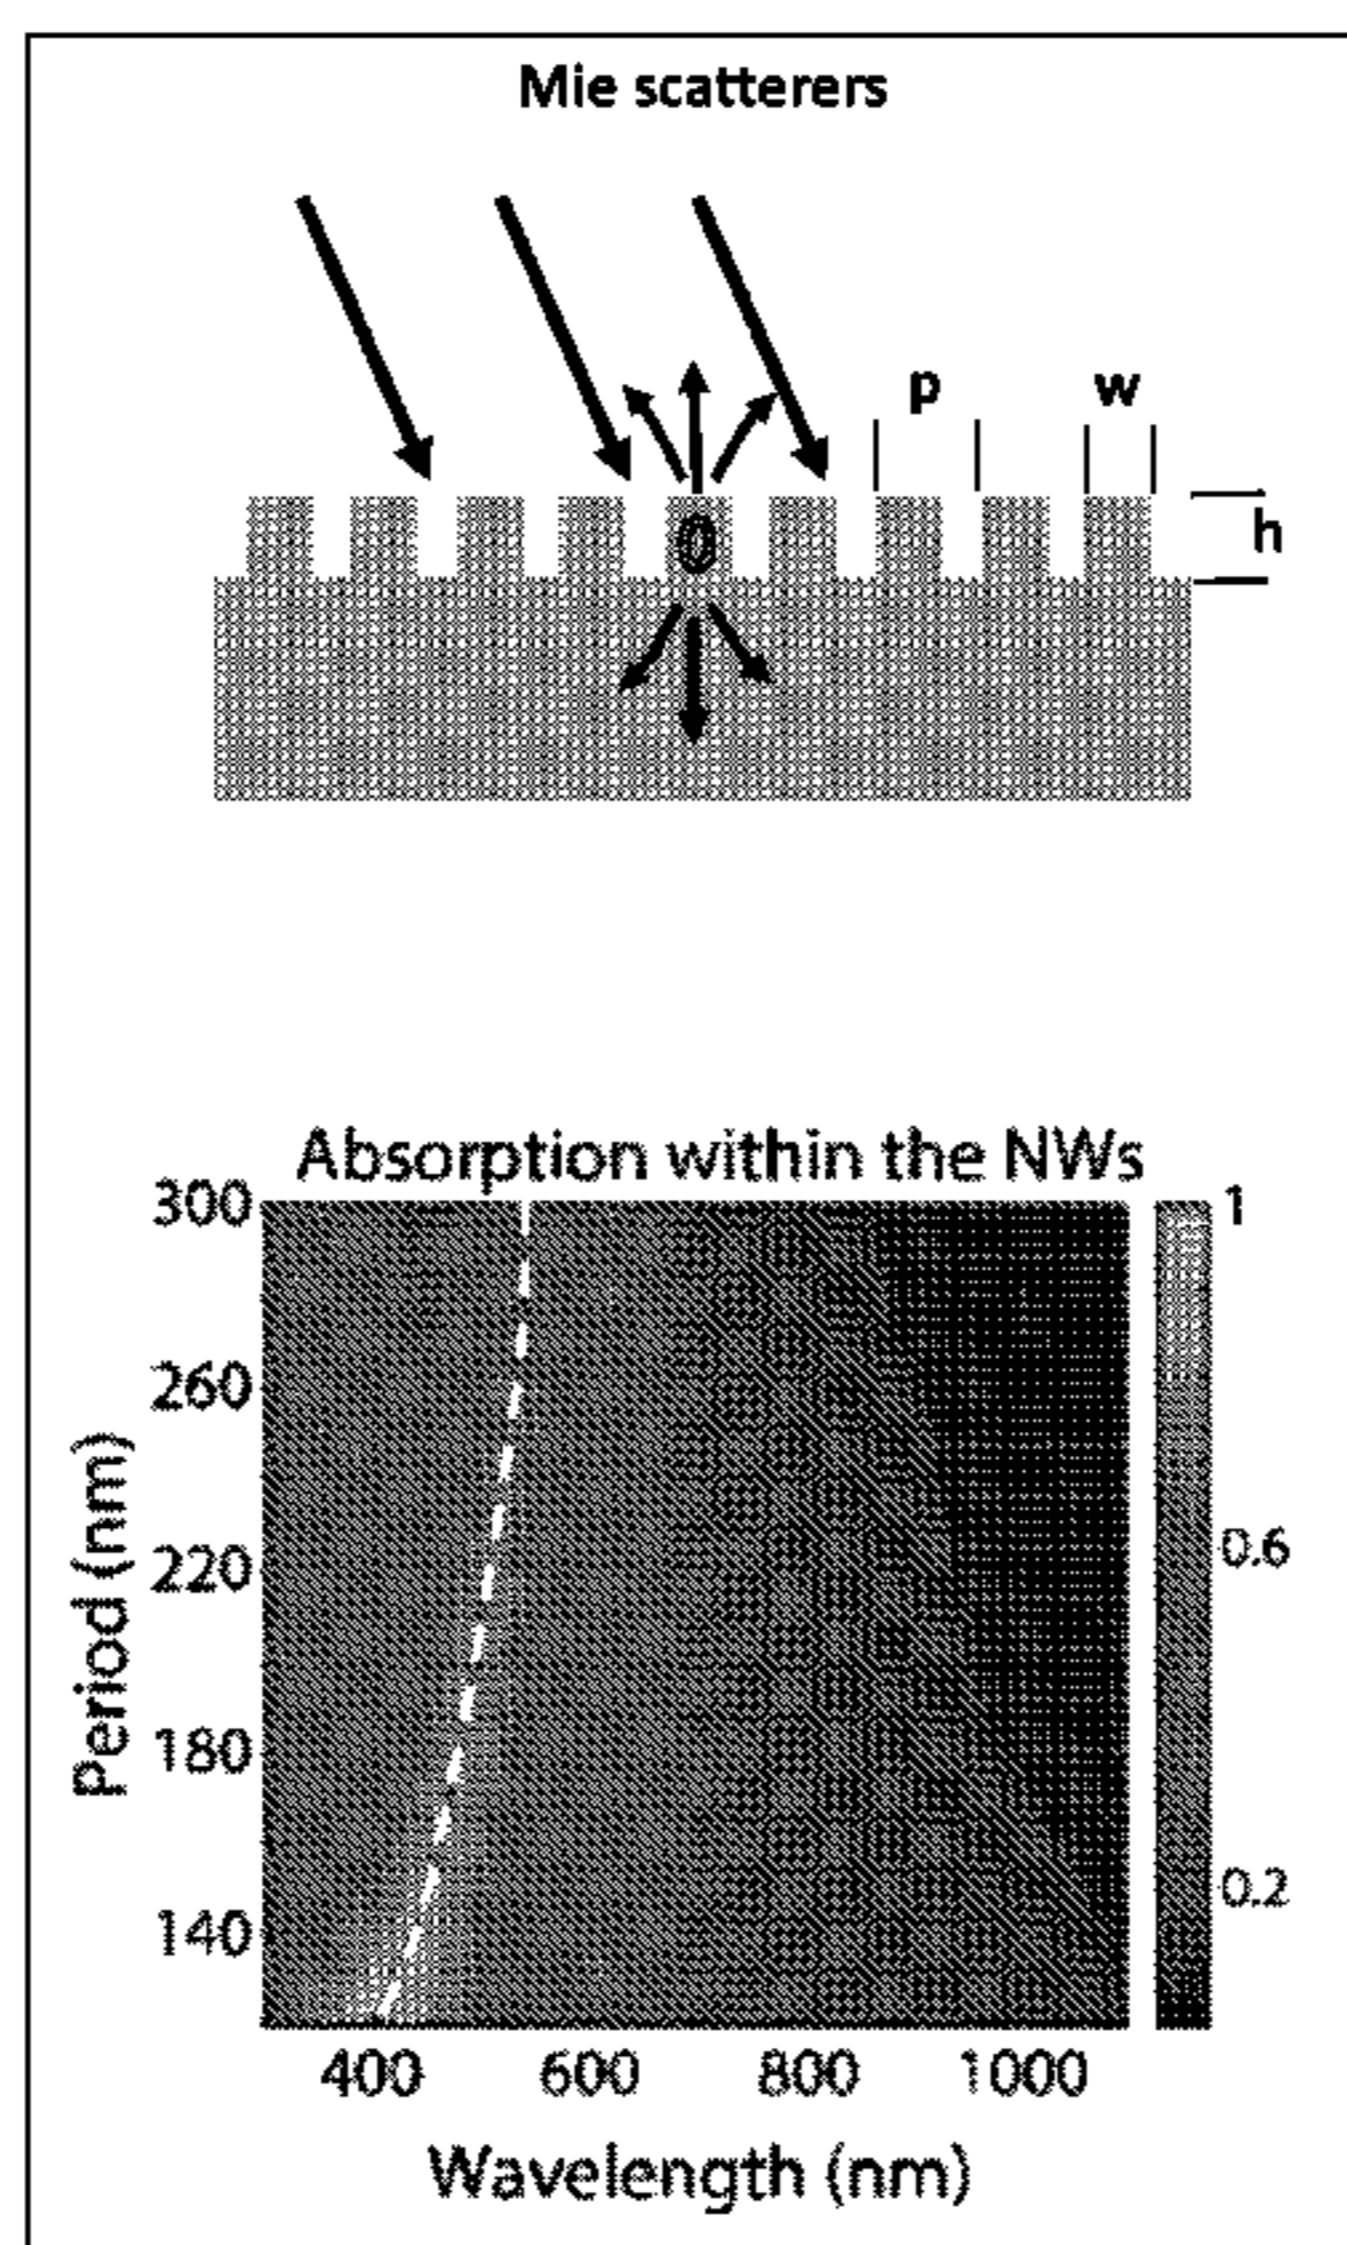 Mie scatterers
p
w
h
Absorption within the NWs
300
260
220
180
140
Period (nm)
1
0.6
0.2
400 600 800 1000
Wavelength (nm)